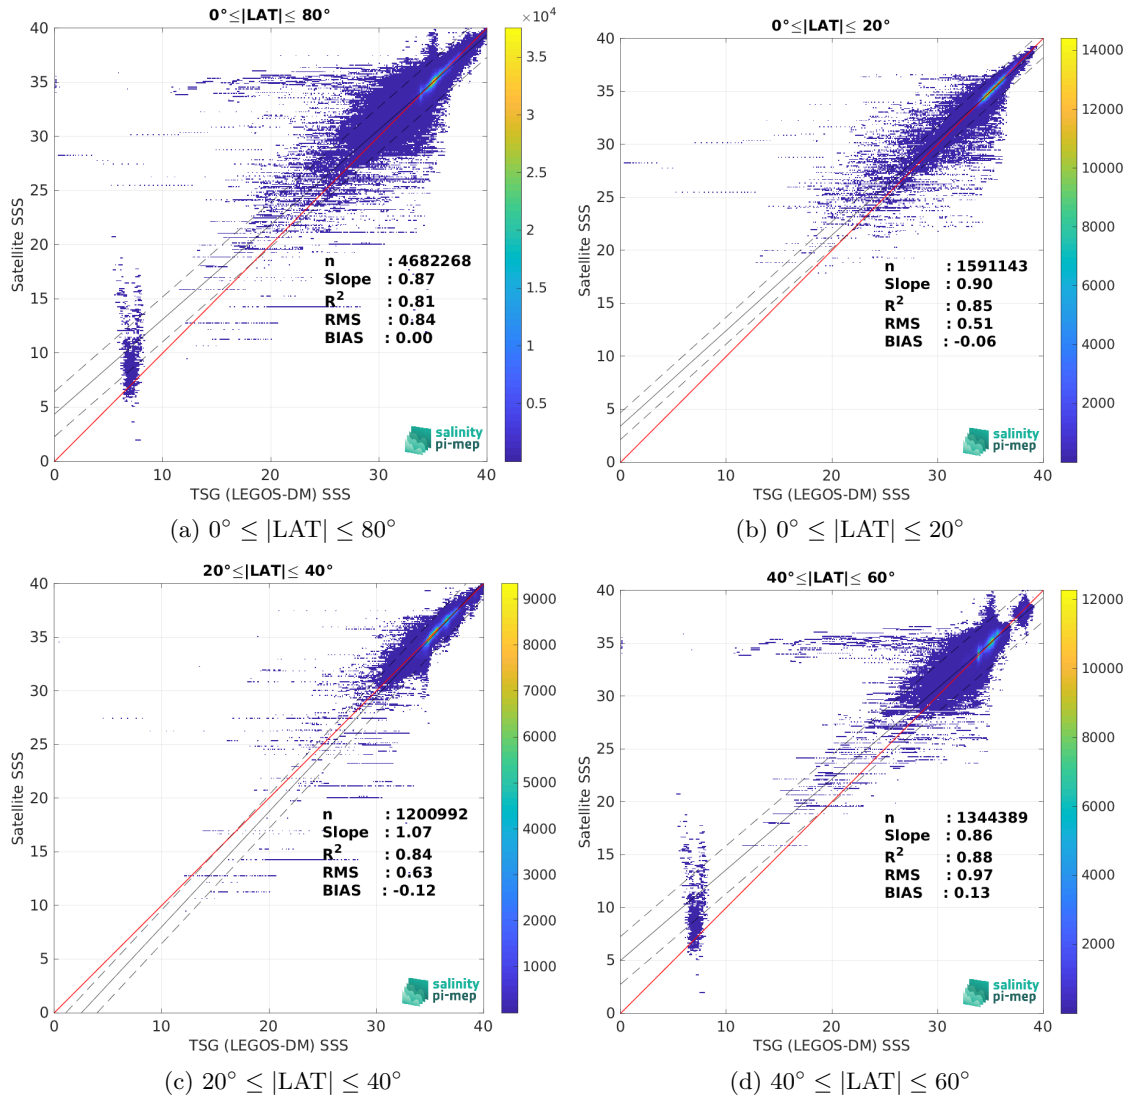 0°≤|LAT|≤ 80°
×10⁴
Satellite SSS
40
35
30
25
20
15
10
5
0
0
10
20
30
40
TSG (LEGOS-DM) SSS
n : 4682268
Slope : 0.87
R² : 0.81
RMS : 0.84
BIAS : 0.00
salinity
pi-mep
3.5
3
2.5
2
1.5
1
0.5
(a) 0° ≤ |LAT| ≤ 80°
0°≤|LAT|≤ 20°
Satellite SSS
40
35
30
25
20
15
10
5
0
0
10
20
30
40
TSG (LEGOS-DM) SSS
n : 1591143
Slope : 0.90
R² : 0.85
RMS : 0.51
BIAS : -0.06
salinity
pi-mep
14000
12000
10000
8000
6000
4000
2000
(b) 0° ≤ |LAT| ≤ 20°
20°≤|LAT|≤ 40°
Satellite SSS
40
35
30
25
20
15
10
5
0
0
10
20
30
40
TSG (LEGOS-DM) SSS
n : 1200992
Slope : 1.07
R² : 0.84
RMS : 0.63
BIAS : -0.12
salinity
pi-mep
9000
8000
7000
6000
5000
4000
3000
2000
1000
(c) 20° ≤ |LAT| ≤ 40°
40°≤|LAT|≤ 60°
Satellite SSS
40
35
30
25
20
15
10
5
0
0
10
20
30
40
TSG (LEGOS-DM) SSS
n : 1344389
Slope : 0.86
R² : 0.88
RMS : 0.97
BIAS : 0.13
salinity
pi-mep
12000
10000
8000
6000
4000
2000
(d) 40° ≤ |LAT| ≤ 60°